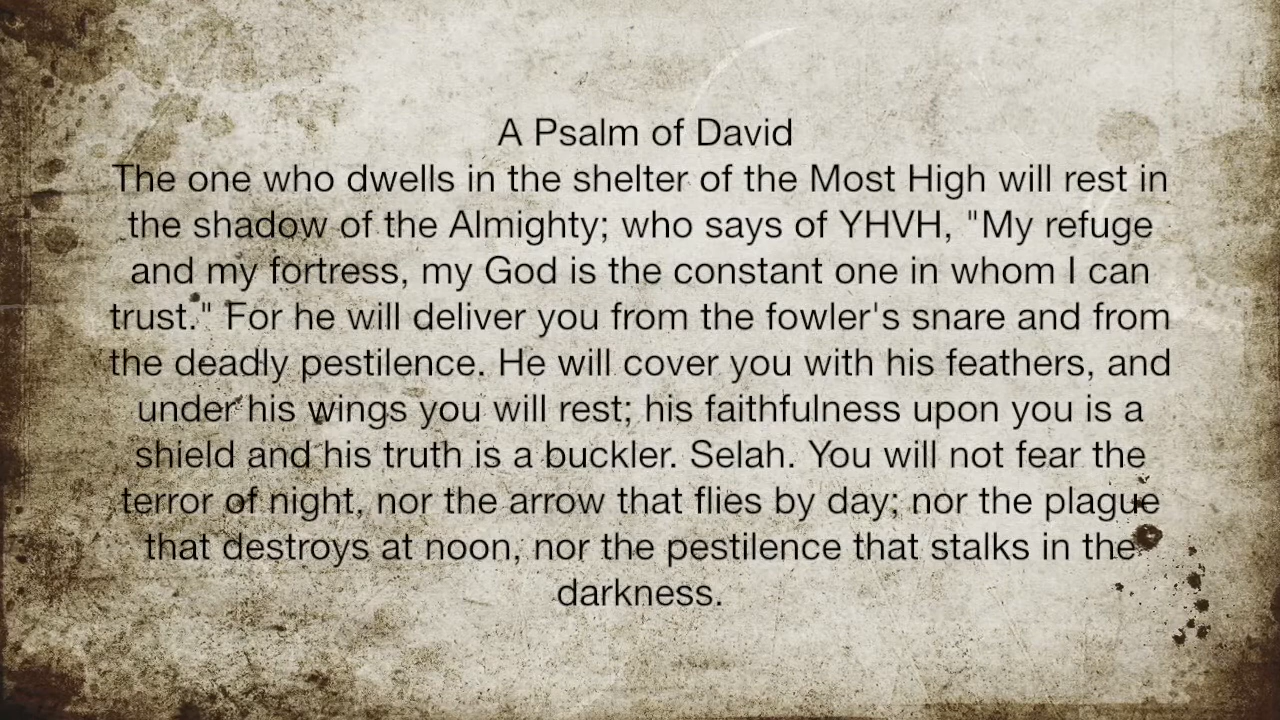 A Psalm of David
The one who dwells in the shelter of the Most High will rest in
the shadow of the Almighty; who says of YHVH, "My refuge
and my fortress, my God is the constant one in whom I can
trust." For he will deliver you from the fowler's snare and from
the deadly pestilence. He will cover you with his feathers, and
under his wings you will rest; his faithfulness upon you is a
shield and his truth is a buckler. Selah. You will not fear the
terror of night, nor the arrow that flies by day; nor the plague
that destroys at noon, nor the pestilence that stalks in the
darkness.